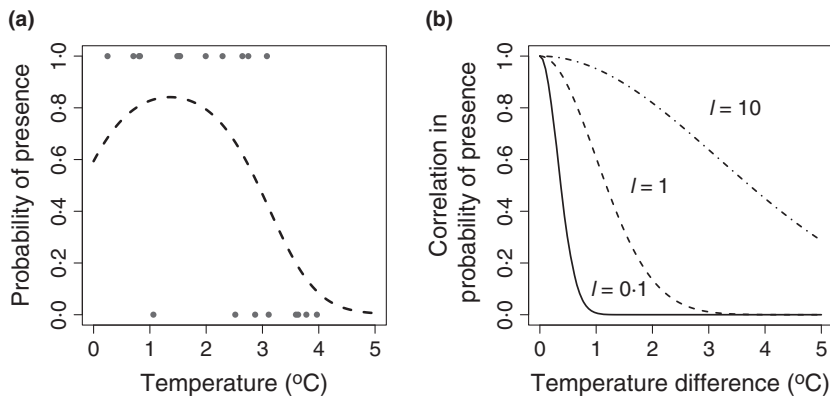 (a)
Probability of presence
1·0
0·8
0·6
0·4
0·2
0·0
0 1 2 3 4 5
Temperature (ºC)
(b)
Correlation in
probability of presence
1·0
0·8
0·6
0·4
0·2
0·0
l = 10
l = 1
l = 0·1
0 1 2 3 4 5
Temperature difference (ºC)